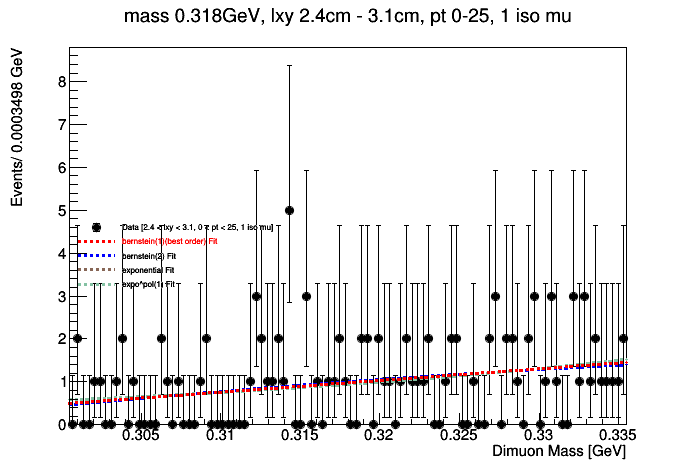 mass 0.318GeV, lxy 2.4cm - 3.1cm, pt 0-25, 1 iso mu
Events/ 0.0003498 GeV
8
7
6
5
4
3
2
1
0
Data [2.4 < lxy < 3.1, 0 < pt < 25, 1 iso mu]
bernstein(1)(best order) Fit
bernstein(2) Fit
exponential Fit
expo*pol(1) Fit
0.305 0.31 0.315 0.32 0.325 0.33 0.335
Dimuon Mass [GeV]